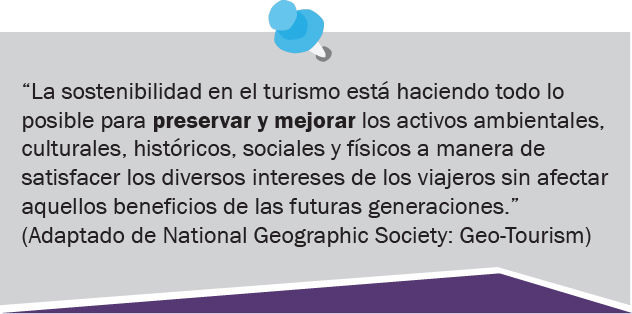 “La sostenibilidad en el turismo está haciendo todo lo
posible para preservar y mejorar los activos ambientales,
culturales, históricos, sociales y físicos a manera de
satisfacer los diversos intereses de los viajeros sin afectar
aquellos beneficios de las futuras generaciones.”
(Adaptado de National Geographic Society: Geo-Tourism)